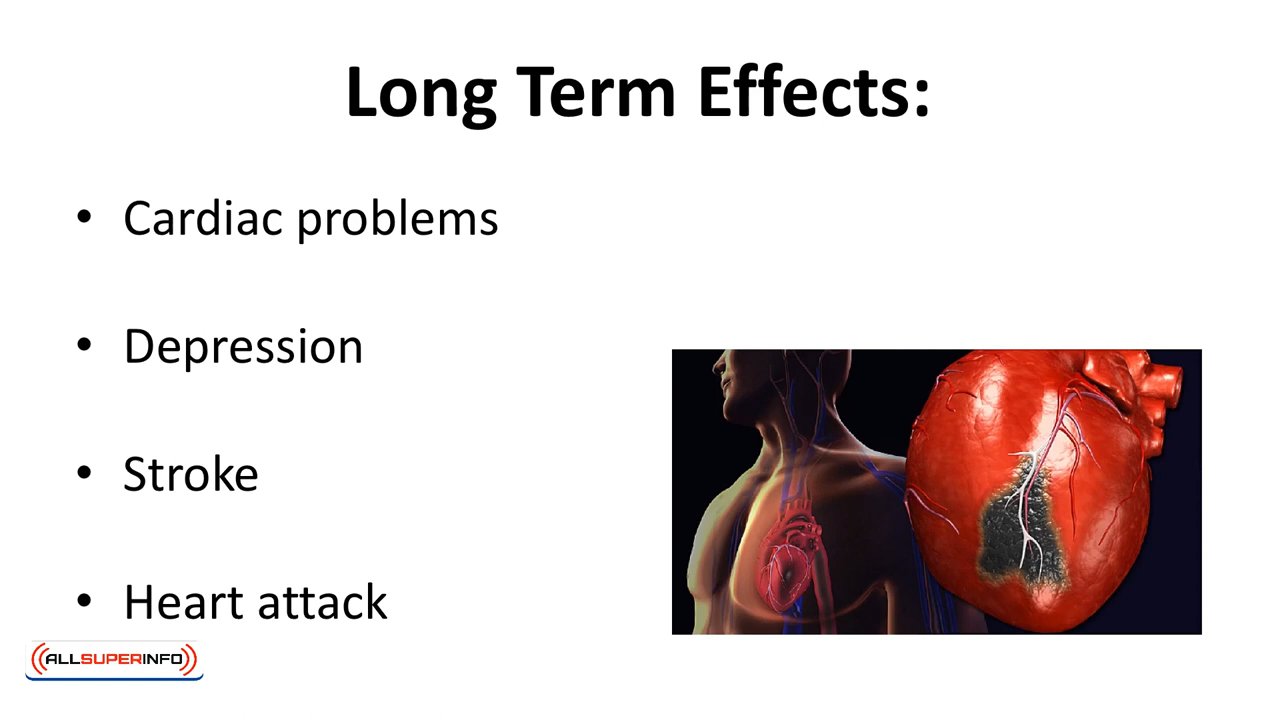 Long Term Effects:
• Cardiac problems
• Depression
• Stroke
• Heart attack
ALLSUPERINFO